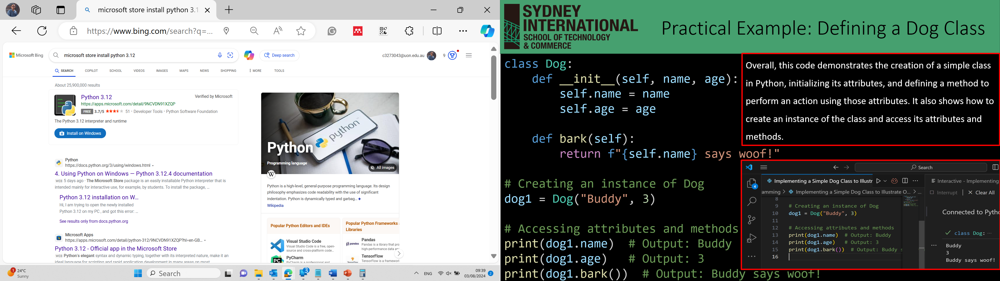 microsoft store install python 3.1
https://www.bing.com/search?q=...
Microsoft Bing
microsoft store install python 3.12
Deep search
c3273043@uon.edu.au
9
SEARCH COPILOT SCHOOL VIDEOS IMAGES MAPS NEWS SHOPPING MORE TOOLS
About 25,900,000 results
Python 3.12
Verified by Microsoft
https://apps.microsoft.com/detail/9NCVDN91XZQP
FREE 3.7/5 51 · Developer Tools · Python Software Foundation
The Python 3.12 interpreter and runtime
Install on Windows
Python
https://docs.python.org/3/using/windows.html
4. Using Python on Windows — Python 3.12.4 documentation
WEB 5 days ago · The Microsoft Store package is an easily installable Python interpreter that is
intended mainly for interactive use, for example, by students. To install the package, ...
Python 3.12 installation on W...
Hi, I am trying to open the newly installed
Python 3.12 on my PC , and got this error: ...
See results only from docs.python.org
Microsoft Apps
https://apps.microsoft.com/detail/python-312/9NCVDN91XZQP?hl=en-GB...
Python 3.12 - Official app in the Microsoft Store
WEB Python's elegant syntax and dynamic typing, together with its interpreted nature, make it an
ideal language for scripting and rapid application development in many areas on most
python
Python
Programming language
All images
W
Python is a high-level, general-purpose programming language. Its design
philosophy emphasizes code readability with the use of significant
indentation. Python is dynamically typed and garbag... +
Wikipedia
Popular Python Editors and IDEs
Visual Studio Code
Visual Studio Code is a free, open-
source and cross-platform code...
PyCharm
PyCharm is a professional and
Popular Python Frameworks
Libraries
pandas
Pandas
Pandas is a library that pro
high-performance data an
TensorFlow
TensorFlow is a framework
1
24°C
Sunny
Search
3
ENG
09:39
03/08/2024
2
SYDNEY
INTERNATIONAL
SCHOOL OF TECHNOLOGY
& COMMERCE
Practical Example: Defining a Dog Class
class Dog:
    def __init__(self, name, age):
        self.name = name
        self.age = age
    def bark(self):
        return f"{self.name} says woof!"
# Creating an instance of Dog
dog1 = Dog("Buddy", 3)
# Accessing attributes and methods
print(dog1.name)  # Output: Buddy
print(dog1.age)   # Output: 3
print(dog1.bark())  # Output: Buddy says woof!
Overall, this code demonstrates the creation of a simple class
in Python, initializing its attributes, and defining a method to
perform an action using those attributes. It also shows how to
create an instance of the class and access its attributes and
methods.
Search
4
Implementing a Simple Dog Class to Illustr
amming > Implementing a Simple Dog Class to Illustrate O... > ...
8
9 # Creating an instance of Dog
10 dog1 = Dog("Buddy", 3)
11
12 # Accessing attributes and methods
13 print(dog1.name)  # Output: Buddy
14 print(dog1.age)   # Output: 3
15 print(dog1.bark())  # Output: Buddy s
16
Interactive - Implementing
Interrupt | Clear All
Connected to Pytho
class Dog: ...
Buddy
3
Buddy says woof!